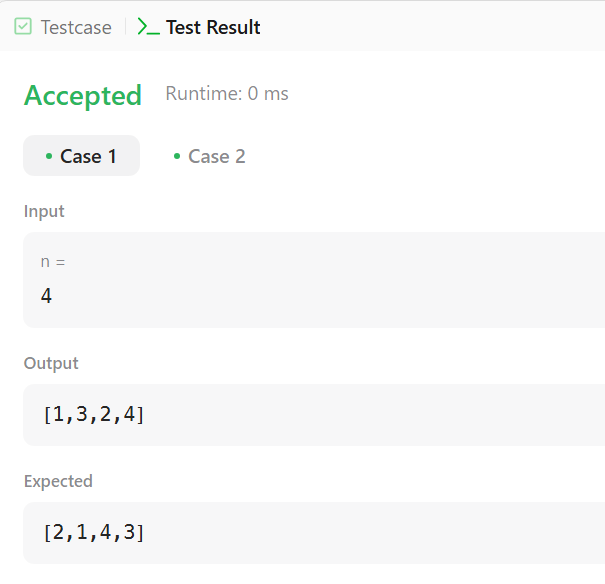 Testcase >_ Test Result
Accepted Runtime: 0 ms
• Case 1 • Case 2
Input
n =
4
Output
[1,3,2,4]
Expected
[2,1,4,3]